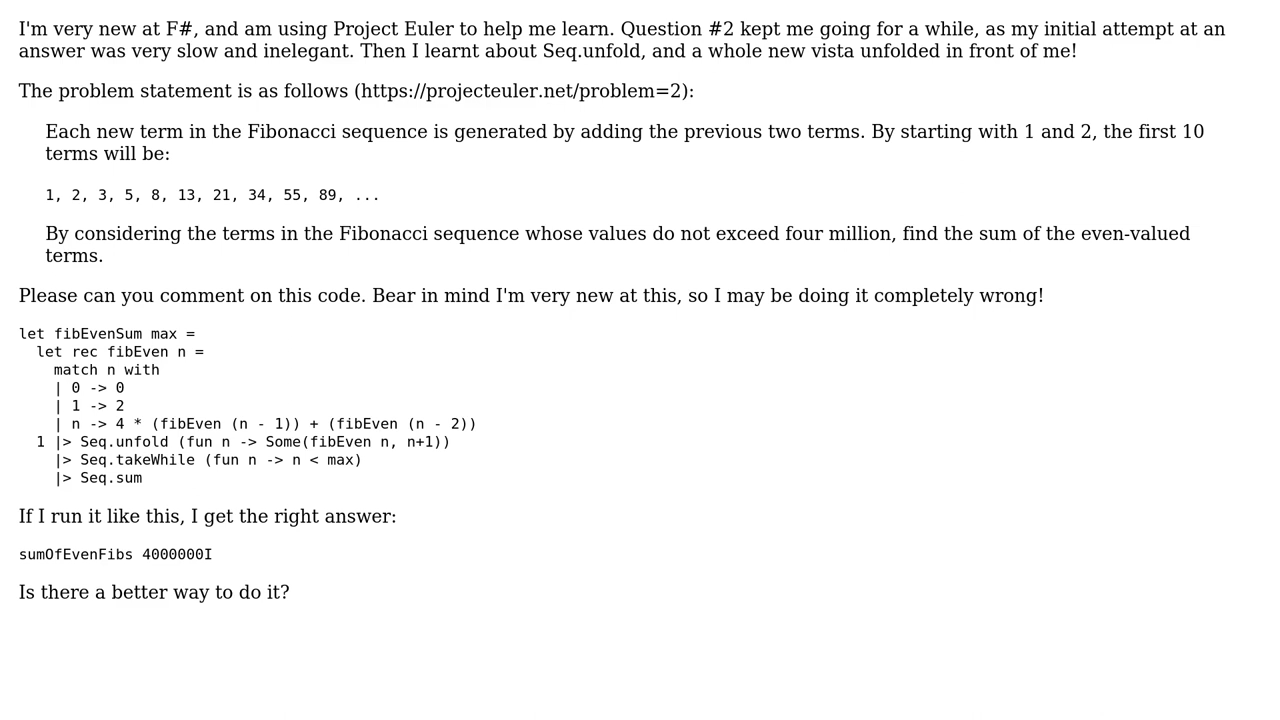 I'm very new at F#, and am using Project Euler to help me learn. Question #2 kept me going for a while, as my initial attempt at an
answer was very slow and inelegant. Then I learnt about Seq.unfold, and a whole new vista unfolded in front of me!
The problem statement is as follows (https://projecteuler.net/problem=2):
Each new term in the Fibonacci sequence is generated by adding the previous two terms. By starting with 1 and 2, the first 10
terms will be:
1, 2, 3, 5, 8, 13, 21, 34, 55, 89, ...
By considering the terms in the Fibonacci sequence whose values do not exceed four million, find the sum of the even-valued
terms.
Please can you comment on this code. Bear in mind I'm very new at this, so I may be doing it completely wrong!
let fibEvenSum max =
  let rec fibEven n =
    match n with
    | 0 -> 0
    | 1 -> 2
    | n -> 4 * (fibEven (n - 1)) + (fibEven (n - 2))
  1 |> Seq.unfold (fun n -> Some(fibEven n, n+1))
    |> Seq.takeWhile (fun n -> n < max)
    |> Seq.sum
If I run it like this, I get the right answer:
sumOfEvenFibs 4000000I
Is there a better way to do it?